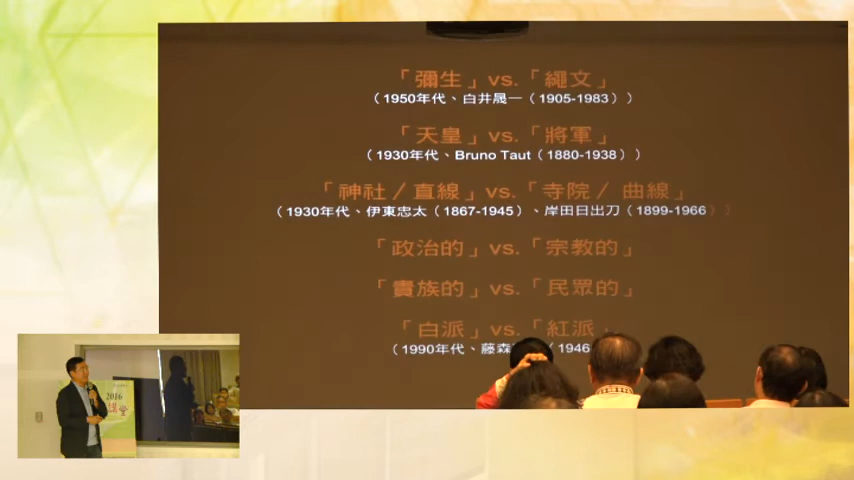 「彌生」vs.「繩文」
（1950年代、白井晟一（1905-1983））
「天皇」vs.「將軍」
（1930年代、Bruno Taut（1880-1938））
「神社／直線」vs.「寺院／曲線」
（1930年代、伊東忠太（1867-1945）、岸田日出刀（1899-1966））
「政治的」vs.「宗教的」
「貴族的」vs.「民眾的」
「白派」vs.「紅派」
（1990年代、藤森（1946
2016
堂